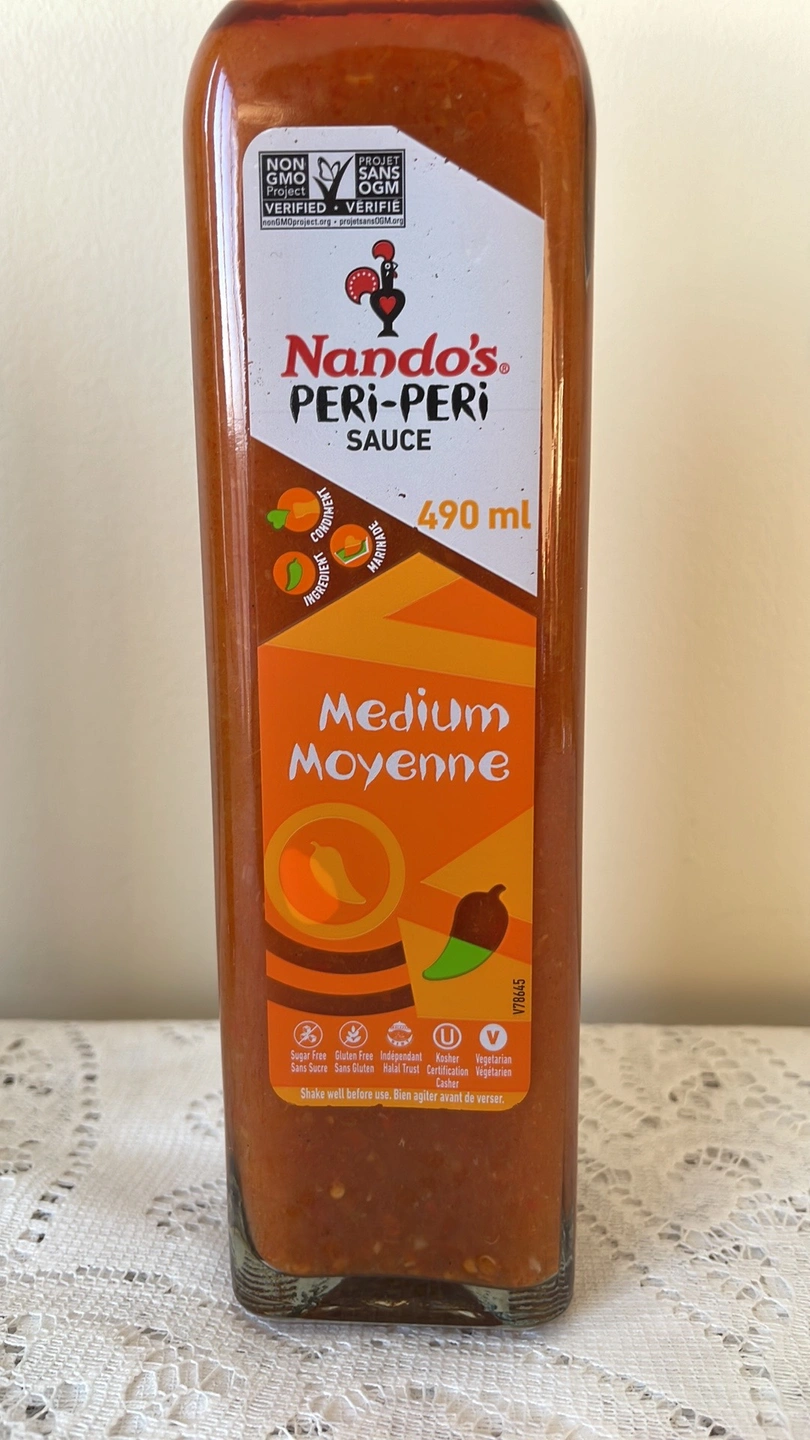 NON
GMO
Project
VERIFIED
PROJET
SANS
OGM
VÉRIFIÉ
nonGMOproject.org • projetsansOGM.org
Nando's®
PERi-PERi
SAUCE
490 ml
CONDIMENT
MARINADE
INGREDIENT
Medium
Moyenne
V78645
Sugar Free
Sans Sucre
Gluten Free
Sans Gluten
Indépendant
Halal Trust
U
Kosher
Certification
Casher
V
Vegetarian
Végétarien
Shake well before use. Bien agiter avant de verser.